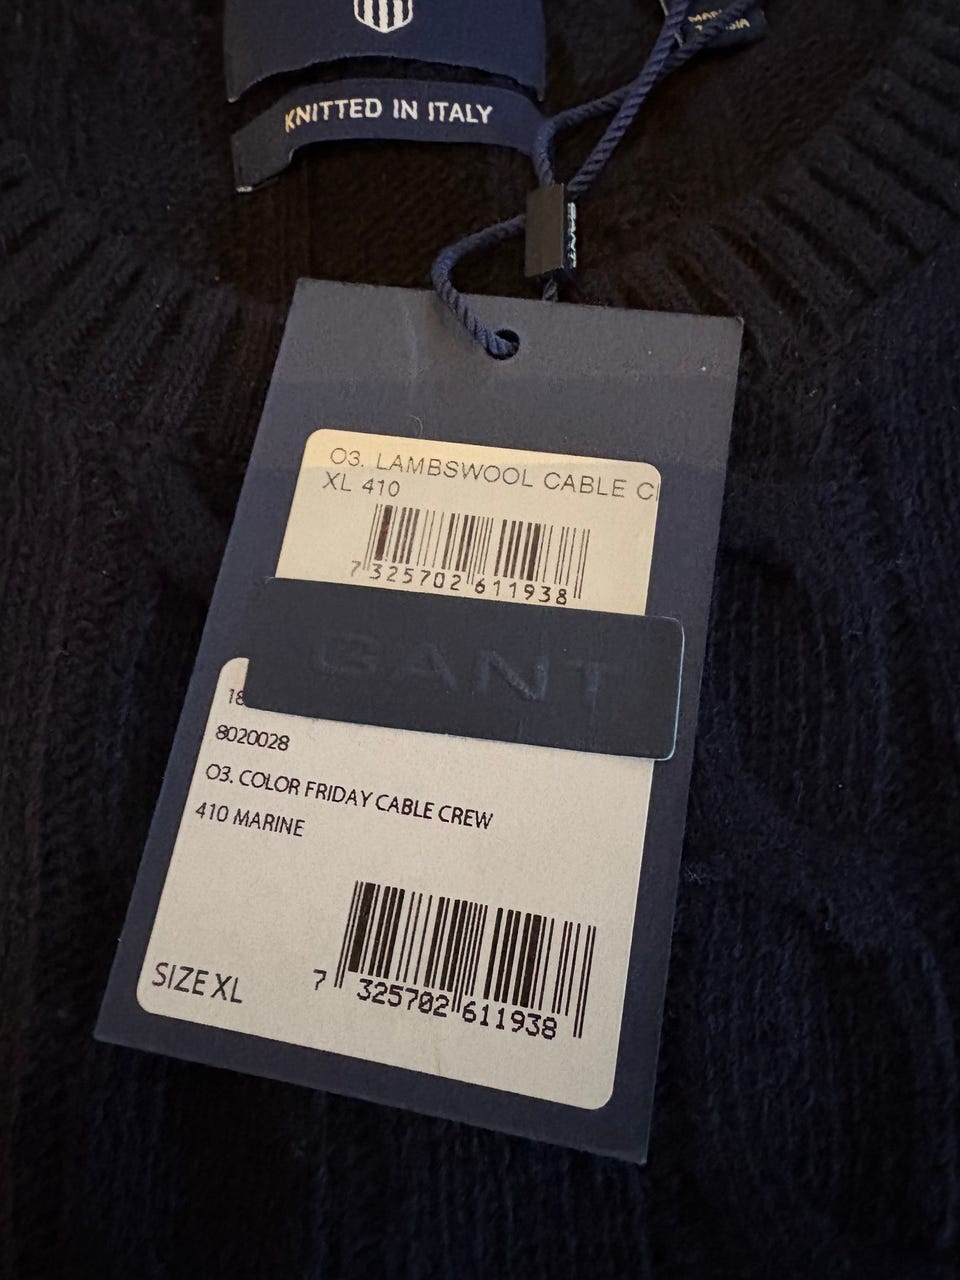 KNITTED IN ITALY
GANT
O3. LAMBSWOOL CABLE
XL 410
7 325702 611938
GANT
8020028
O3. COLOR FRIDAY CABLE CREW
410 MARINE
SIZE XL
7 325702 611938